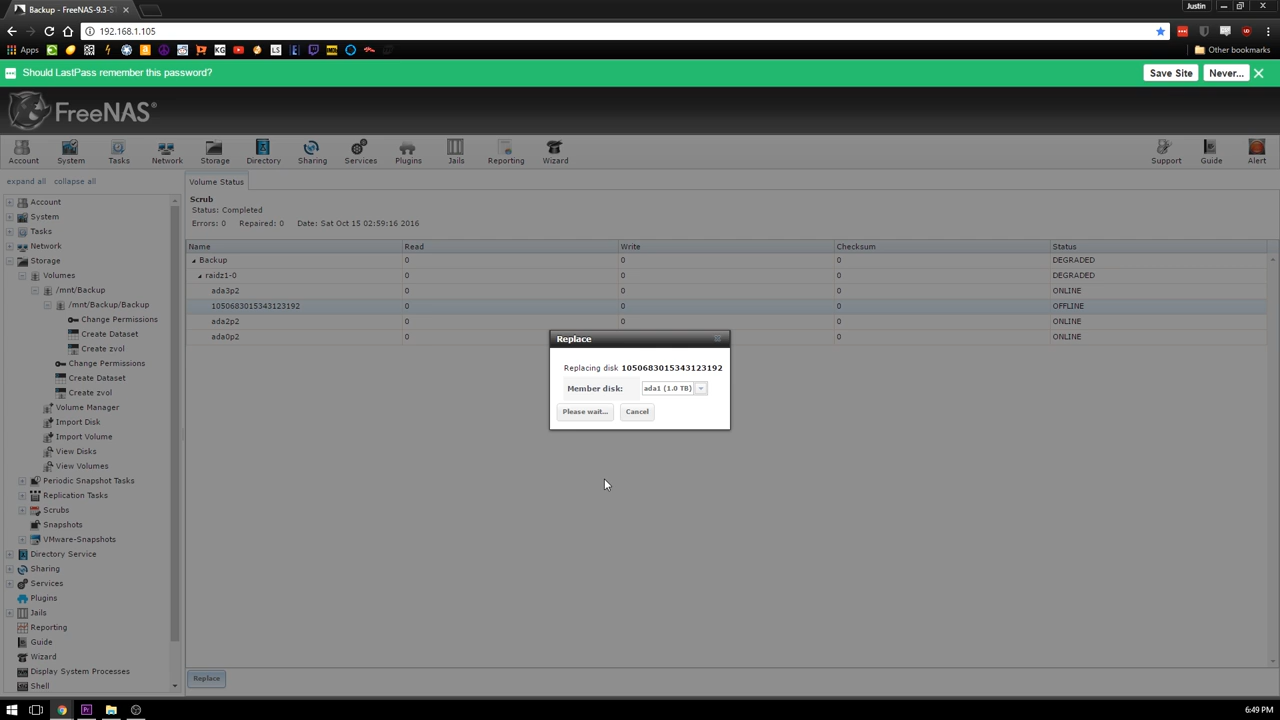 Backup - FreeNAS-9.3-S
Justin
192.168.1.105
Apps
Other bookmarks
Should LastPass remember this password?
Save Site
Never...
FreeNAS®
Account
System
Tasks
Network
Storage
Directory
Sharing
Services
Plugins
Jails
Reporting
Wizard
Support
Guide
Alert
expand all collapse all
Account
System
Tasks
Network
Storage
Volumes
/mnt/Backup
/mnt/Backup/Backup
Change Permissions
Create Dataset
Create zvol
Change Permissions
Create Dataset
Create zvol
Volume Manager
Import Disk
Import Volume
View Disks
View Volumes
Periodic Snapshot Tasks
Replication Tasks
Scrubs
Snapshots
VMware-Snapshots
Directory Service
Sharing
Services
Plugins
Jails
Reporting
Guide
Wizard
Display System Processes
Shell
Volume Status
Scrub
Status: Completed
Errors: 0 Repaired: 0 Date: Sat Oct 15 02:59:16 2016
Name Read Write Checksum Status
Backup 0 0 0 DEGRADED
raidz1-0 0 0 0 DEGRADED
ada3p2 0 0 0 ONLINE
1050683015343123192 0 0 0 OFFLINE
ada2p2 0 0 0 ONLINE
ada0p2 0 0 0 ONLINE
Replace
Replacing disk 1050683015343123192
Member disk: ada1 (1.0 TB)
Please wait... Cancel
Replace
6:49 PM